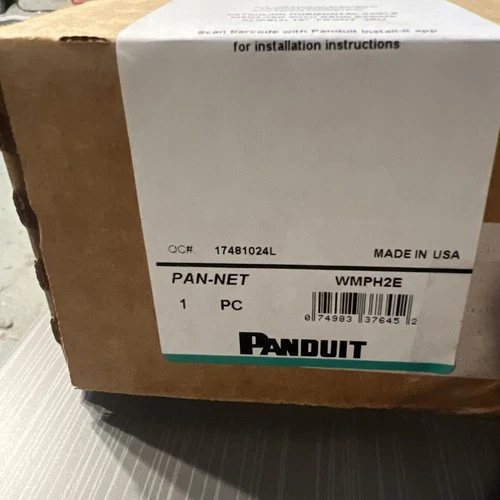 Scan barcode with Panduit Install-It app
for installation instructions
QC#: 17481024L MADE IN USA
PAN-NET WMPH2E
1 PC
0 74983 37645 2
PANDUIT